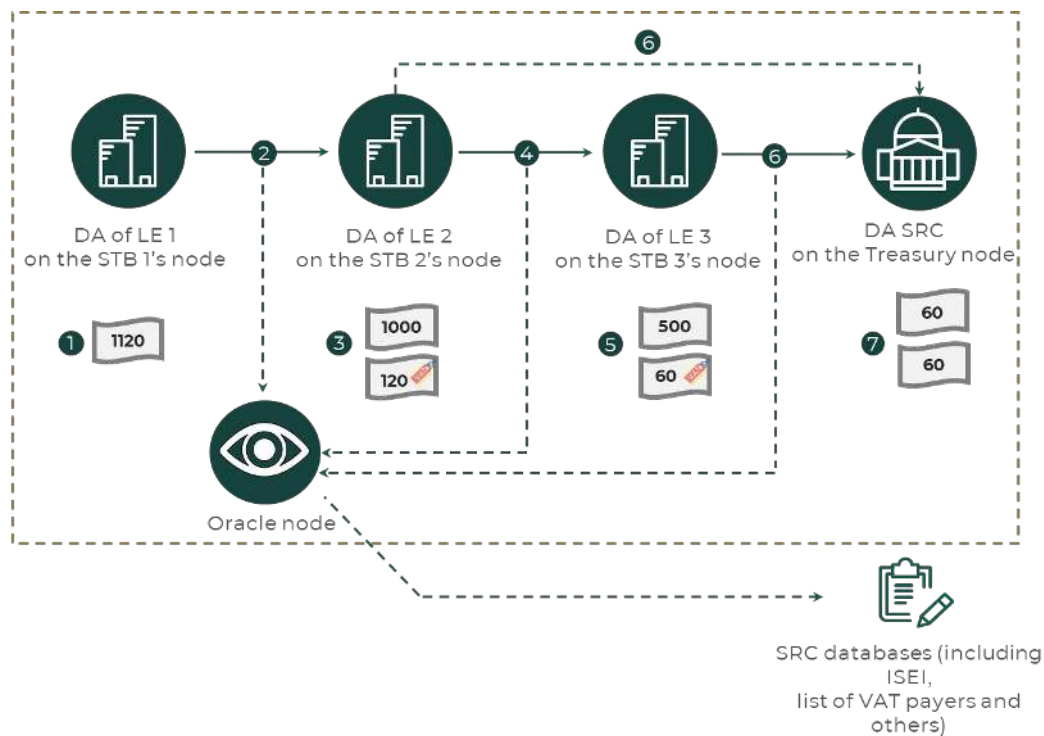 6
2
4
6
DA of LE 1
on the STB 1's node
DA of LE 2
on the STB 2's node
DA of LE 3
on the STB 3's node
DA SRC
on the Treasury node
1
1120
3
1000
120
5
500
60
7
60
60
Oracle node
SRC databases (including
ISEI,
list of VAT payers and
others)